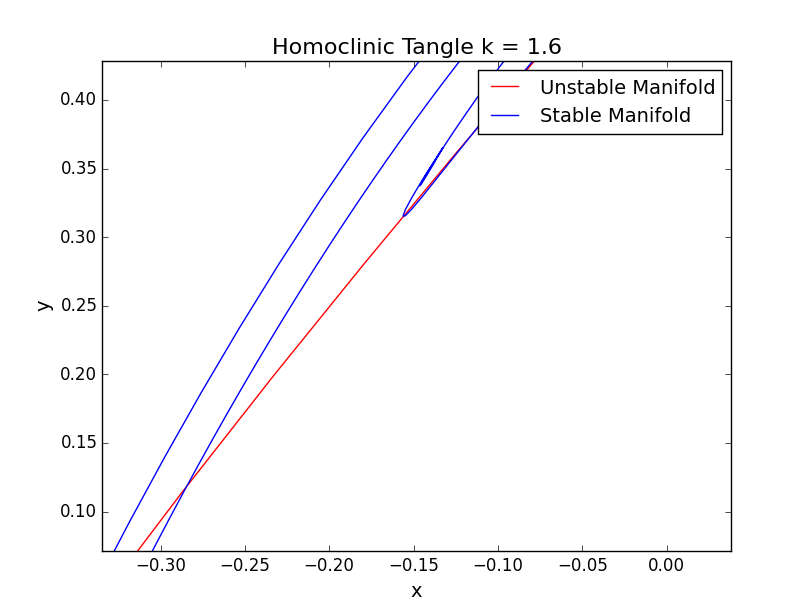 Homoclinic Tangle k = 1.6
Unstable Manifold
Stable Manifold
0.40
0.35
0.30
0.25
0.20
0.15
0.10
y
−0.30 −0.25 −0.20 −0.15 −0.10 −0.05 0.00
x